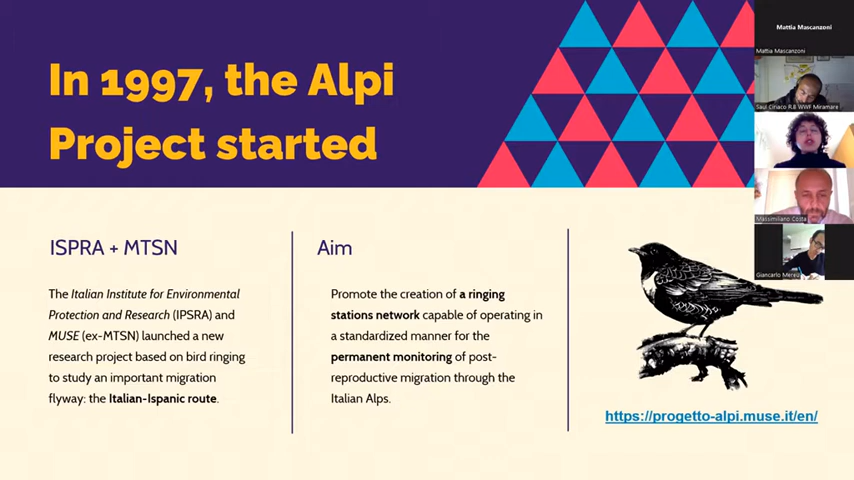 In 1997, the Alpi
Project started
ISPRA + MTSN
The Italian Institute for Environmental
Protection and Research (IPSRA) and
MUSE (ex-MTSN) launched a new
research project based on bird ringing
to study an important migration
flyway: the Italian-Ispanic route.
Aim
Promote the creation of a ringing
stations network capable of operating in
a standardized manner for the
permanent monitoring of post-
reproductive migration through the
Italian Alps.
https://progetto-alpi.muse.it/en/
Mattia Mascanzoni
Mattia Mascanzoni
Saul Ciriaco R.B WWF Miramare
Massimiliano Costa
Giancarlo